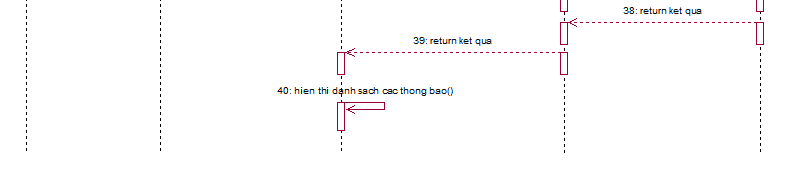 38: return ket qua
39: return ket qua
40: hien thi danh sach cac thong bao()